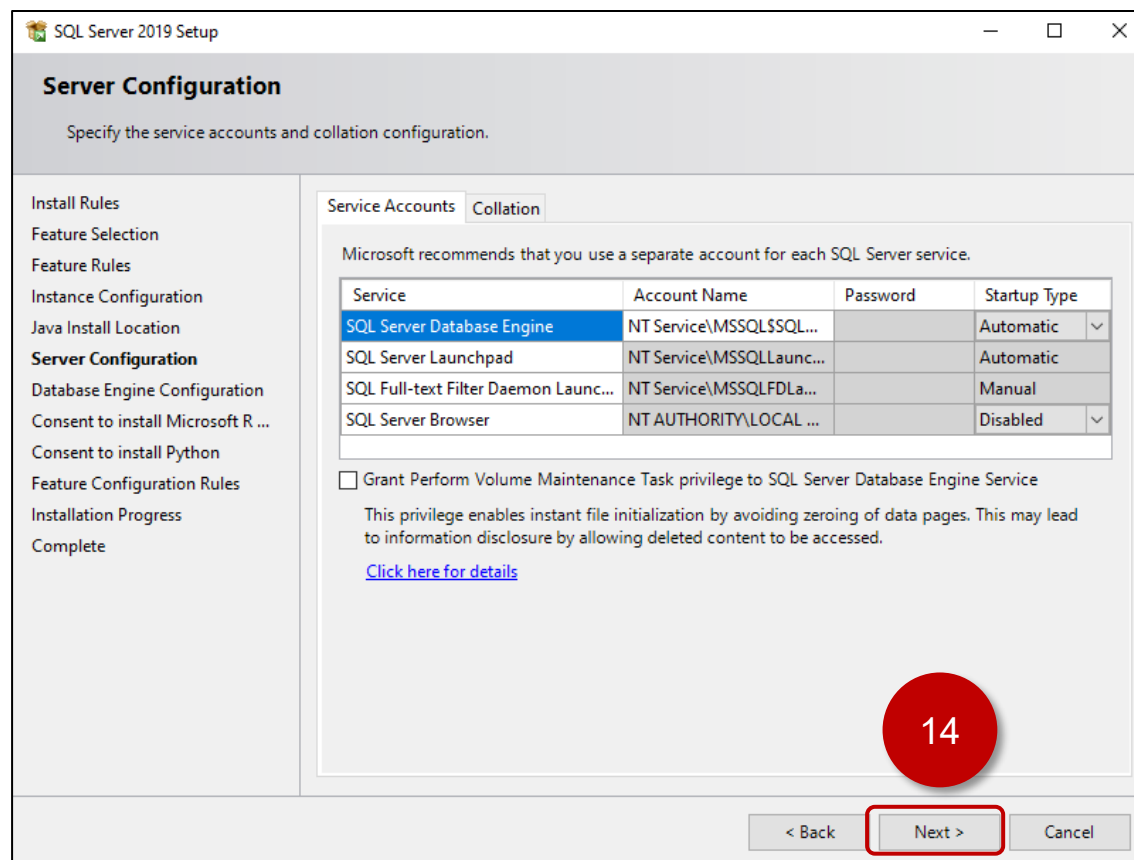 SQL Server 2019 Setup
Server Configuration
Specify the service accounts and collation configuration.
Install Rules
Feature Selection
Feature Rules
Instance Configuration
Java Install Location
Server Configuration
Database Engine Configuration
Consent to install Microsoft R ...
Consent to install Python
Feature Configuration Rules
Installation Progress
Complete
Service Accounts Collation
Microsoft recommends that you use a separate account for each SQL Server service.
Service Account Name Password Startup Type
SQL Server Database Engine NT Service\MSSQL$SQL... Automatic
SQL Server Launchpad NT Service\MSSQLLaunc... Automatic
SQL Full-text Filter Daemon Launc... NT Service\MSSQLFDLa... Manual
SQL Server Browser NT AUTHORITY\LOCAL ... Disabled
Grant Perform Volume Maintenance Task privilege to SQL Server Database Engine Service
This privilege enables instant file initialization by avoiding zeroing of data pages. This may lead
to information disclosure by allowing deleted content to be accessed.
Click here for details
14
< Back Next > Cancel